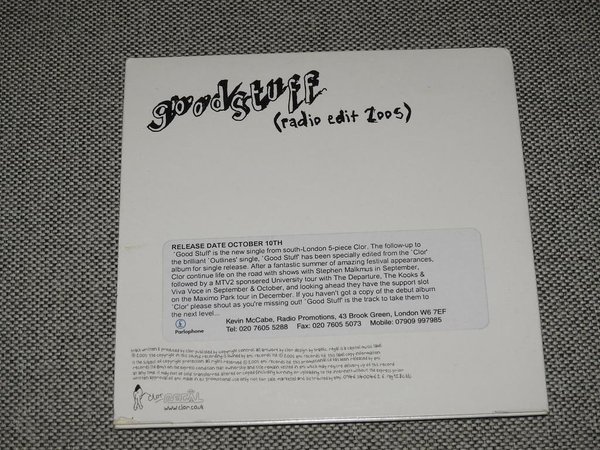 good stuff
(radio edit 2005)
RELEASE DATE OCTOBER 10TH
`Good Stuff' is the new single from south-London 5-piece Clor. The follow-up to
the brilliant `Outlines' single, `Good Stuff' has been specially edited from the `Clor'
album for single release. After a fantastic summer of amazing festival appearances,
Clor continue life on the road with shows with Stephen Malkmus in September,
followed by a MTV2 sponsored University tour with The Departure, The Kooks &
Viva Voce in September & October, and looking ahead they have the support slot
on the Maximo Park tour in December. If you haven't got a copy of the debut album
`Clor' please shout as you're missing out! `Good Stuff' is the track to take them to
the next level...
Kevin McCabe, Radio Promotions, 43 Brook Green, London W6 7EF
Parlophone
Tel: 020 7605 5288 Fax: 020 7605 5073 Mobile: 07909 997985
clor
www.clor.co.uk